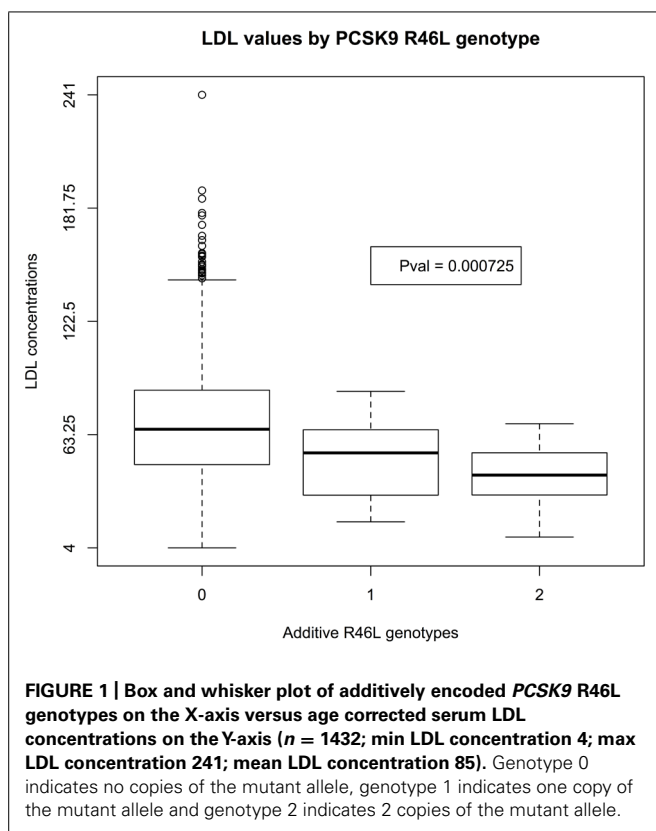 LDL values by PCSK9 R46L genotype
241
181.75
122.5
63.25
4
LDL concentrations
Pval = 0.000725
0 1 2
Additive R46L genotypes
FIGURE 1 | Box and whisker plot of additively encoded PCSK9 R46L
genotypes on the X-axis versus age corrected serum LDL
concentrations on the Y-axis (n = 1432; min LDL concentration 4; max
LDL concentration 241; mean LDL concentration 85). Genotype 0
indicates no copies of the mutant allele, genotype 1 indicates one copy of
the mutant allele and genotype 2 indicates 2 copies of the mutant allele.